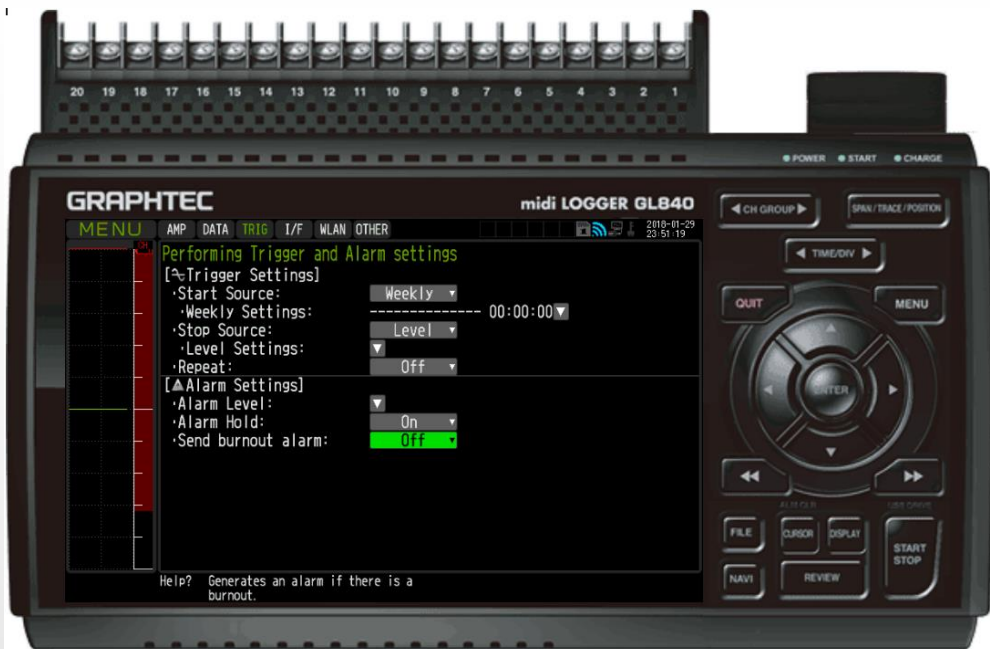 20 19 18 17 16 15 14 13 12 11 10 9 8 7 6 5 4 3 2 1
POWER START CHARGE
GRAPHTEC midi LOGGER GL840
CH GROUP SPAN / TRACE / POSITION
MENU AMP DATA TRIG I/F WLAN OTHER 2018-01-29
23:51:19
CH
Performing Trigger and Alarm settings
[Trigger Settings]
·Start Source: Weekly
·Weekly Settings: -------------- 00:00:00
·Stop Source: Level
·Level Settings:
·Repeat: Off
[Alarm Settings]
·Alarm Level:
·Alarm Hold: On
·Send burnout alarm: Off
Help? Generates an alarm if there is a
burnout.
TIME/DIV
QUIT MENU
ENTER
ALM CLR USB DRIVE
FILE CURSOR DISPLAY START
STOP
NAVI REVIEW